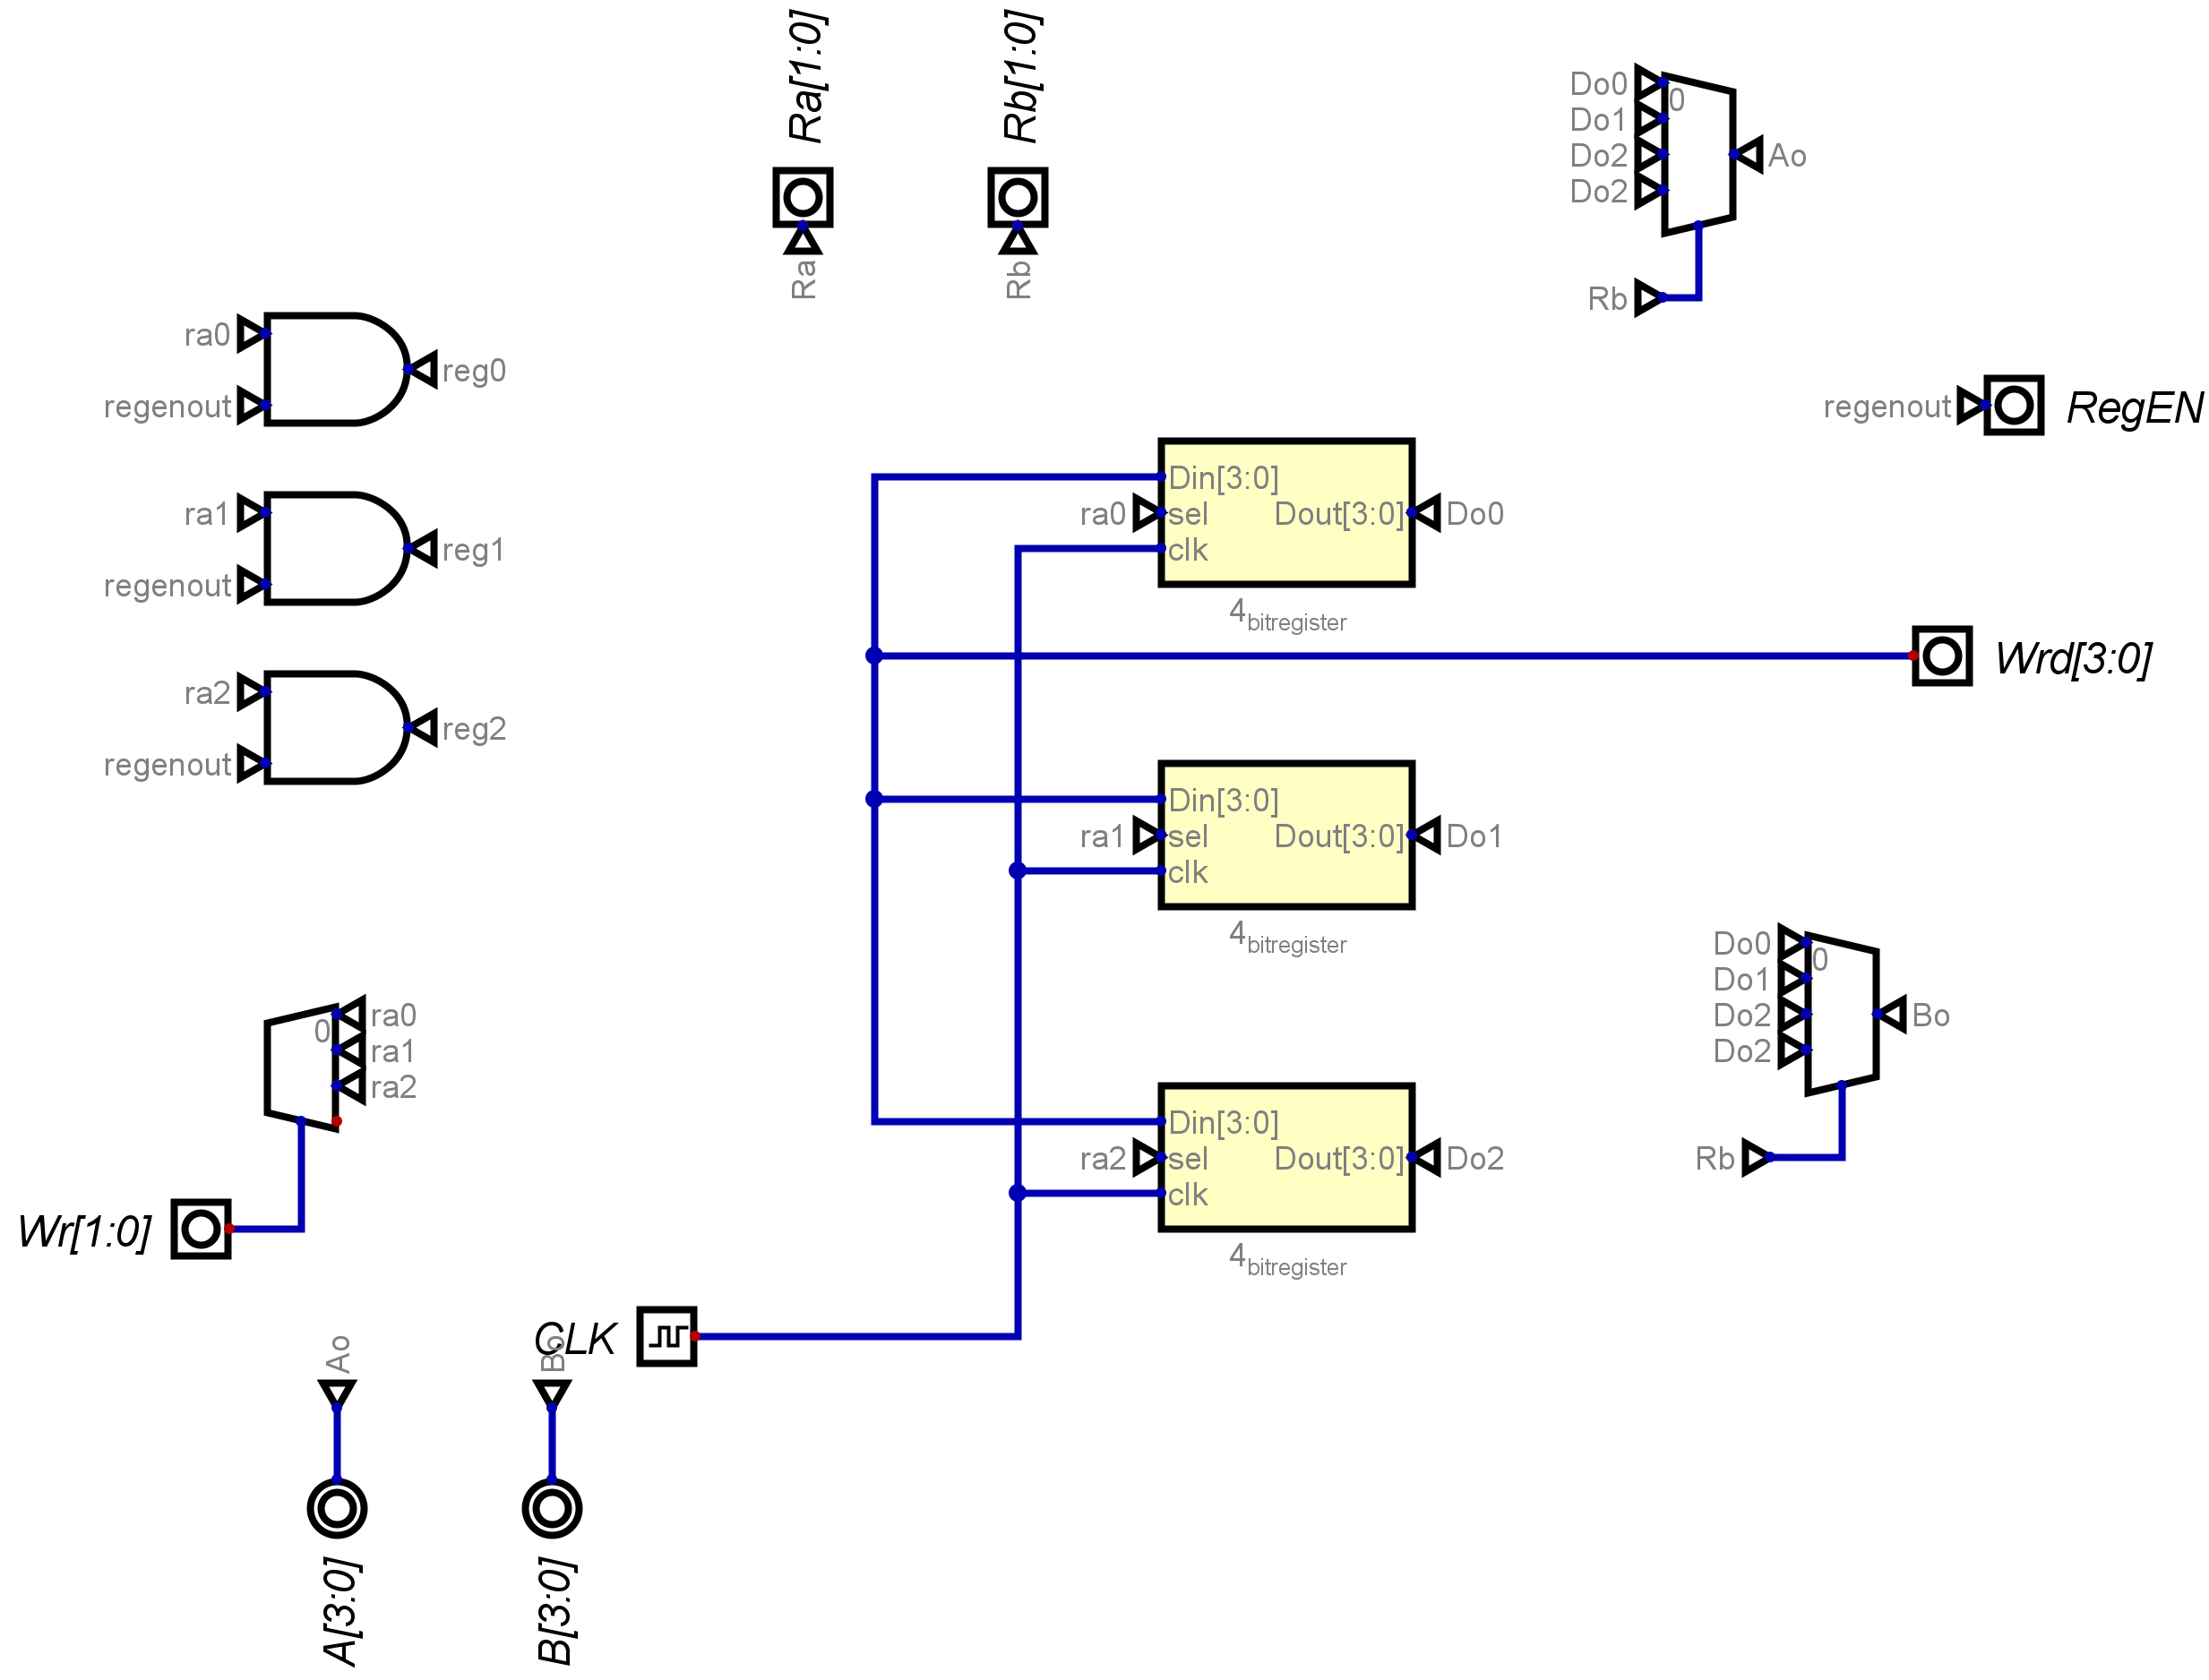 Ra[1:0]
Rb[1:0]
Ra
Rb
Do0
Do1
Do2
Do2
0
Ao
Rb
ra0
regenout
reg0
ra1
regenout
reg1
ra2
regenout
reg2
regenout
RegEN
Din[3:0]
ra0
sel
Dout[3:0]
Do0
clk
4bitregister
Wrd[3:0]
Din[3:0]
ra1
sel
Dout[3:0]
Do1
clk
4bitregister
Do0
Do1
Do2
Do2
0
Bo
Rb
0
ra0
ra1
ra2
Wr[1:0]
Din[3:0]
ra2
sel
Dout[3:0]
Do2
clk
4bitregister
CLK
Ao
Bo
A[3:0]
B[3:0]